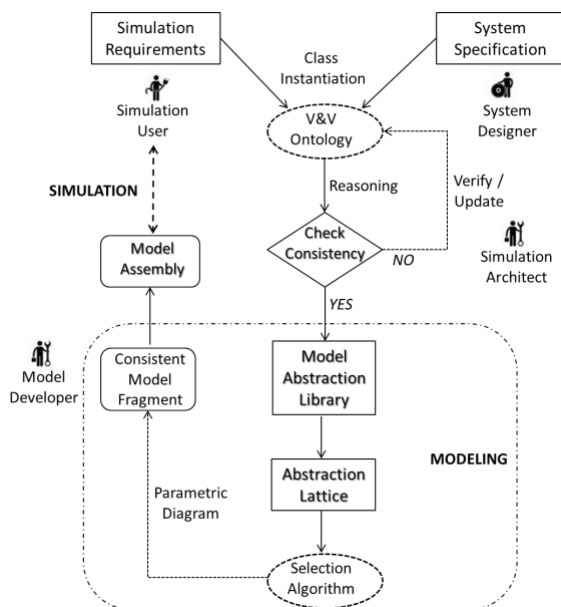 Simulation
Requirements
System
Specification
Class
Instantiation
Simulation
User
V&V
Ontology
System
Designer
SIMULATION
Reasoning
Verify /
Update
Model
Assembly
Check
Consistency
NO
Simulation
Architect
YES
Model
Developer
Consistent
Model
Fragment
Model
Abstraction
Library
MODELING
Parametric
Diagram
Abstraction
Lattice
Selection
Algorithm